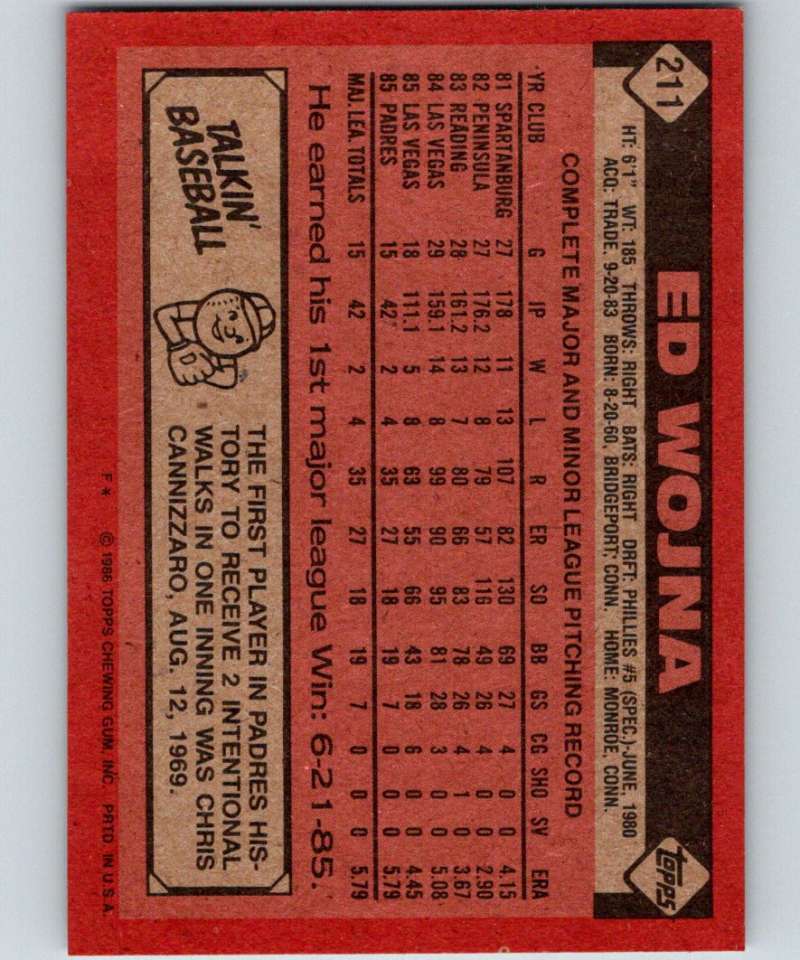 211
ED WOJNA
topps
HT: 6'1" WT: 185 THROWS: RIGHT BATS: RIGHT DRFT: PHILLIES #5 (SPEC.)-JUNE, 1980
ACQ: TRADE, 9-20-83 BORN: 8-20-60, BRIDGEPORT, CONN. HOME: MONROE, CONN.
COMPLETE MAJOR AND MINOR LEAGUE PITCHING RECORD
YR CLUB G IP W L R ER SO BB GS CG SHO SV ERA
81 SPARTANBURG 27 178 11 13 107 82 130 69 27 4 0 0 4.15
82 PENINSULA 27 176.2 12 8 79 57 116 49 26 4 0 0 2.90
83 READING 28 161.2 13 7 80 66 83 78 26 4 1 0 3.67
84 LAS VEGAS 29 159.1 14 8 99 90 95 81 28 3 0 0 5.08
85 LAS VEGAS 18 111.1 5 8 63 55 66 43 18 6 0 0 4.45
85 PADRES 15 42 2 4 35 27 18 19 7 0 0 0 5.79
MAJ. LEA. TOTALS 15 42 2 4 35 27 18 19 7 0 0 0 5.79
He earned his 1st major league Win: 6-21-85.
TALKIN'
BASEBALL
THE FIRST PLAYER IN PADRES HIS-
TORY TO RECEIVE 2 INTENTIONAL
WALKS IN ONE INNING WAS CHRIS
CANNIZZARO, AUG. 12, 1969.
F* © 1986 TOPPS CHEWING GUM, INC. PRTD. IN U.S.A.